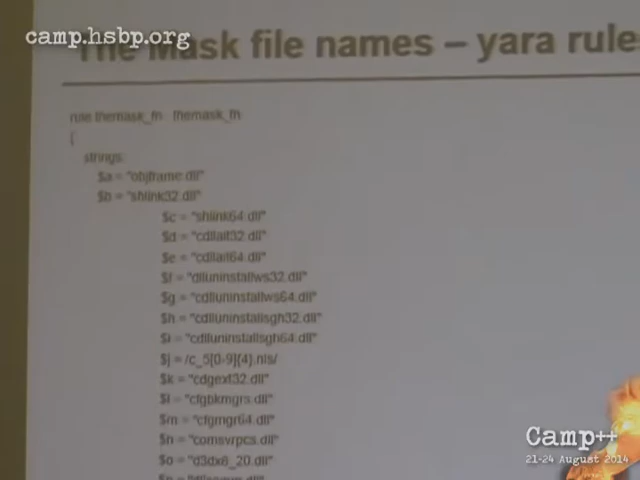 camp.hsbp.org
The Mask file names – yara rule
rule themask_fn : themask_fn
{
strings:
$a = "objframe.dll"
$b = "shlink32.dll"
$c = "shlink64.dll"
$d = "cdllait32.dll"
$e = "cdllait64.dll"
$f = "dlluninstallws32.dll"
$g = "cdlluninstallws64.dll"
$h = "cdlluninstallsgh32.dll"
$i = "cdlluninstallsgh64.dll"
$j = /c_5[0-9]{4}.nls/
$k = "cdgext32.dll"
$l = "cfgbkmgrs.dll"
$m = "cfgmgr64.dll"
$n = "comsvrpcs.dll"
$o = "d3dx8_20.dll"
Camp++
21-24 August 2014